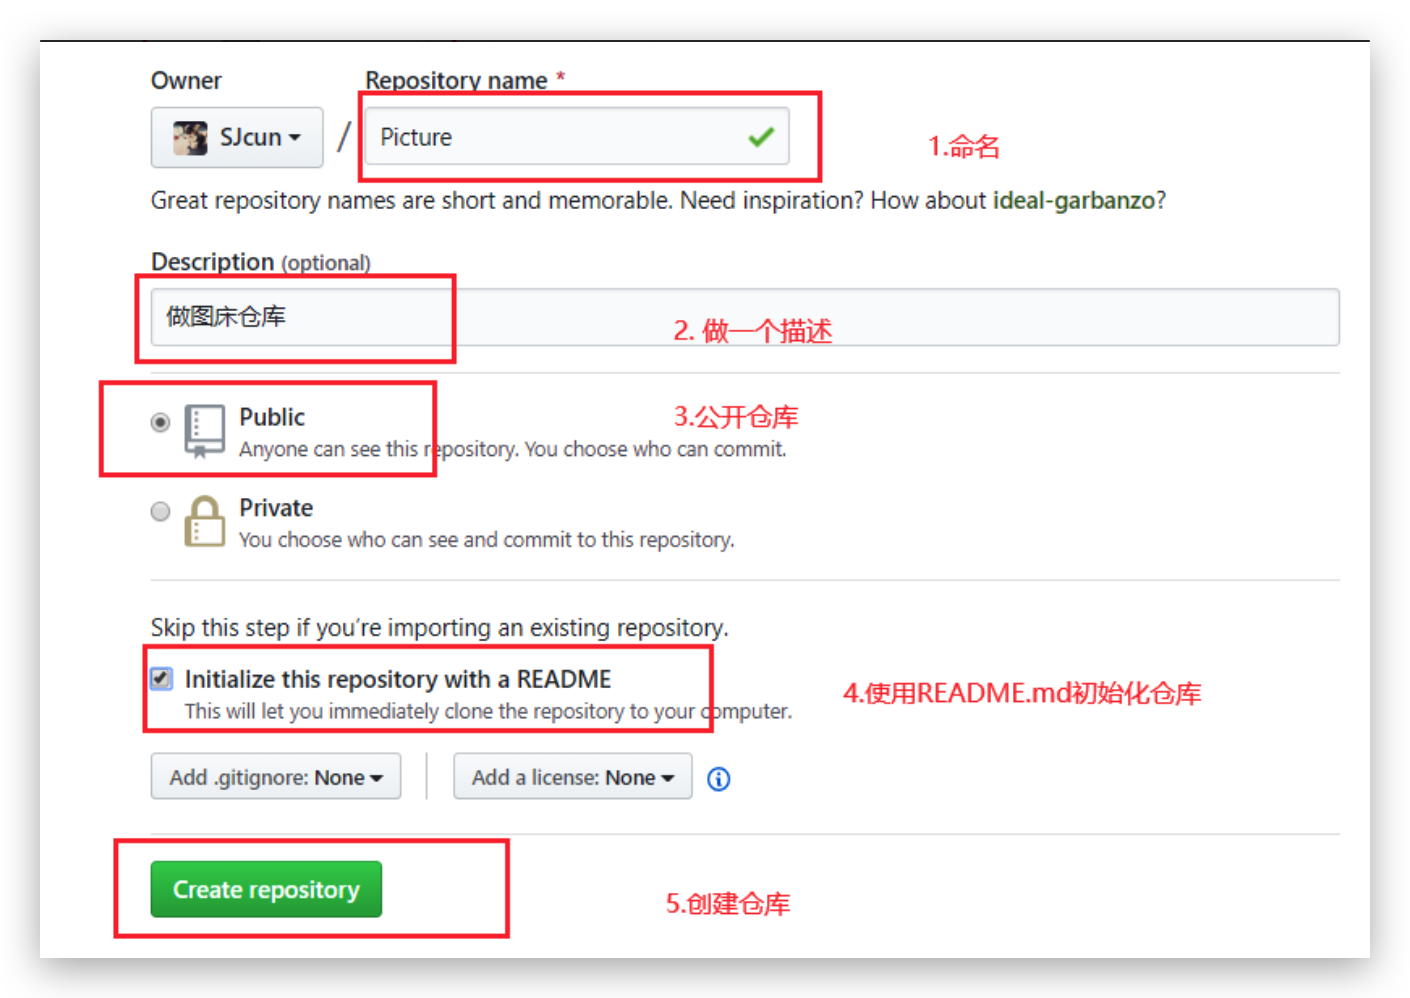 Owner
Repository name *
SJcun / Picture
1.命名
Great repository names are short and memorable. Need inspiration? How about ideal-garbanzo?
Description (optional)
做图床仓库
2. 做一个描述
Public
3.公开仓库
Anyone can see this repository. You choose who can commit.
Private
You choose who can see and commit to this repository.
Skip this step if you’re importing an existing repository.
Initialize this repository with a README
4.使用README.md初始化仓库
This will let you immediately clone the repository to your computer.
Add .gitignore: None
Add a license: None
Create repository
5.创建仓库